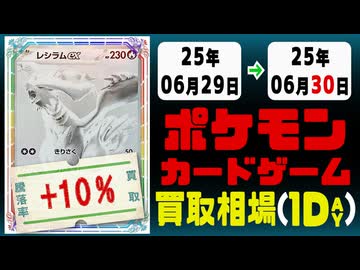 レシラムex HP230
きりさく 50
+10%
買取
騰落率
25年
06月29日
25年
06月30日
ポケモン
カードゲーム
買取相場(1D)